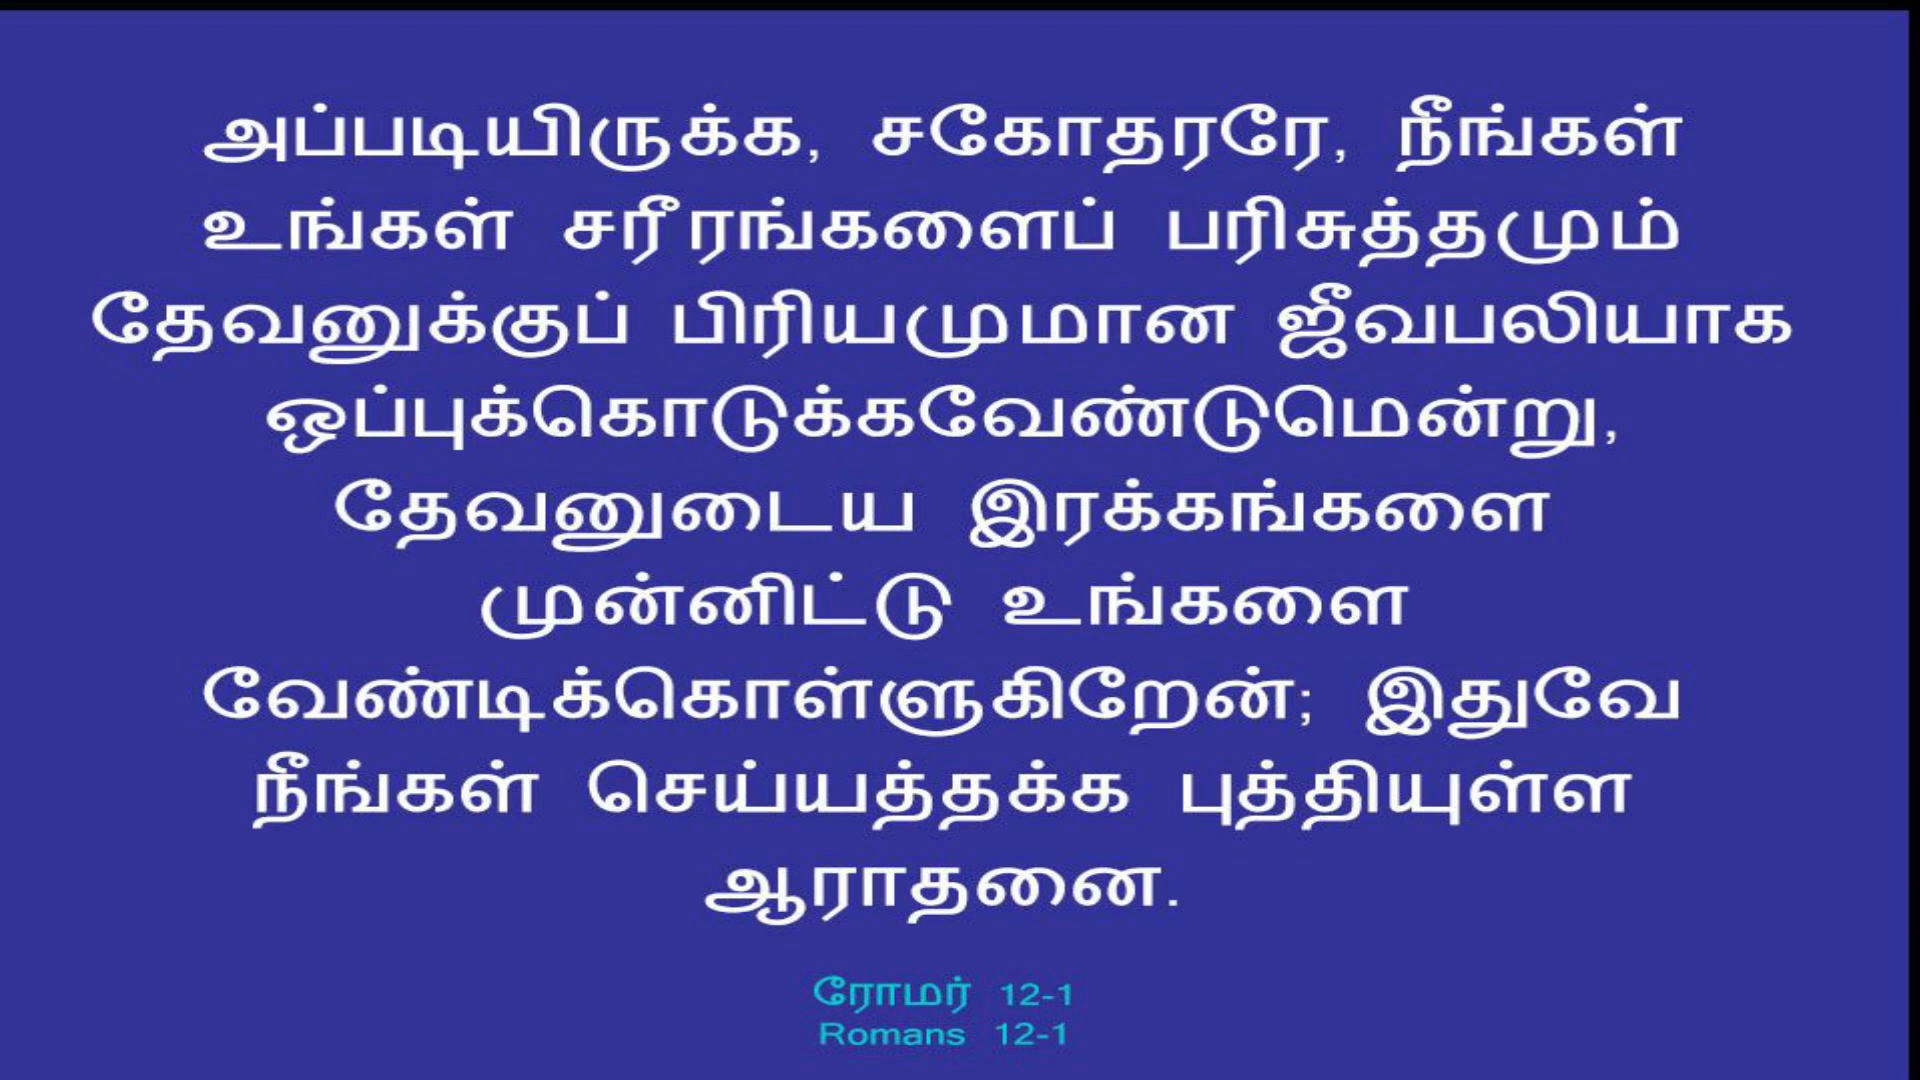 அப்படியிருக்க, சகோதரரே, நீங்கள்
உங்கள் சரீரங்களைப் பரிசுத்தமும்
தேவனுக்குப் பிரியமுமான ஜீவபலியாக
ஒப்புக்கொடுக்கவேண்டுமென்று,
தேவனுடைய இரக்கங்களை
முன்னிட்டு உங்களை
வேண்டிக்கொள்ளுகிறேன்; இதுவே
நீங்கள் செய்யத்தக்க புத்தியுள்ள
ஆராதனை.
ரோமர் 12-1
Romans 12-1